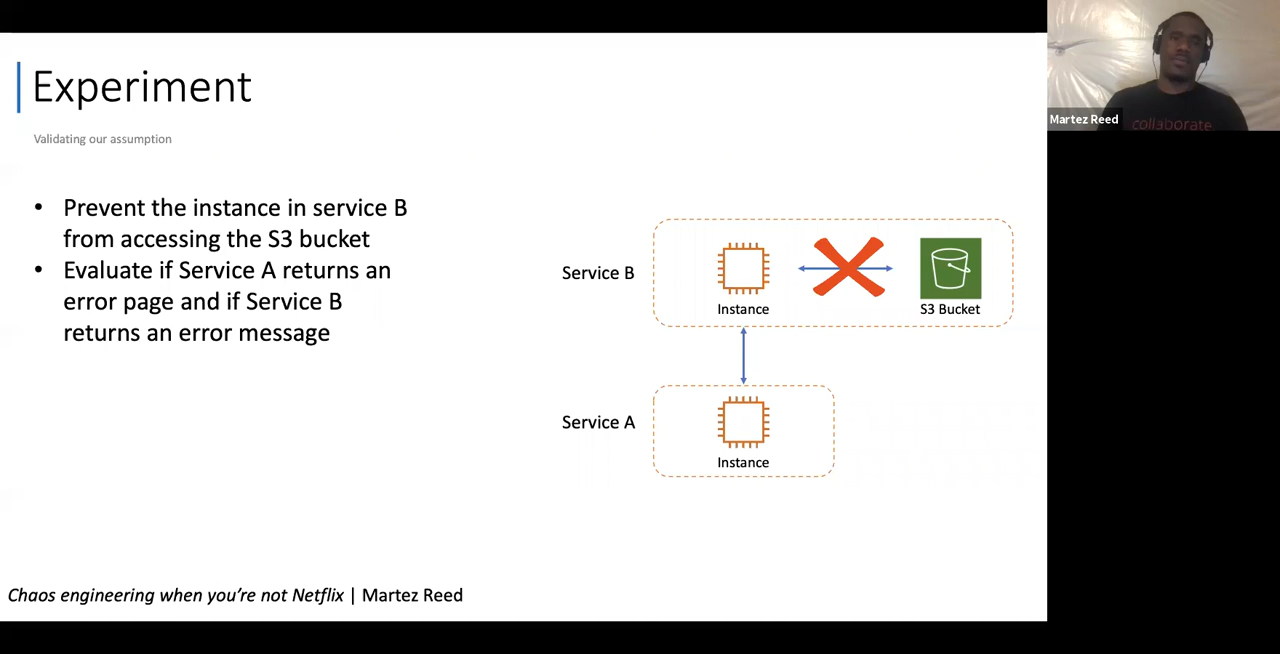 Experiment
Validating our assumption
• Prevent the instance in service B
from accessing the S3 bucket
• Evaluate if Service A returns an
error page and if Service B
returns an error message
Service B
Instance
S3 Bucket
Service A
Instance
Chaos engineering when you’re not Netflix | Martez Reed
Martez Reed
collaborate.